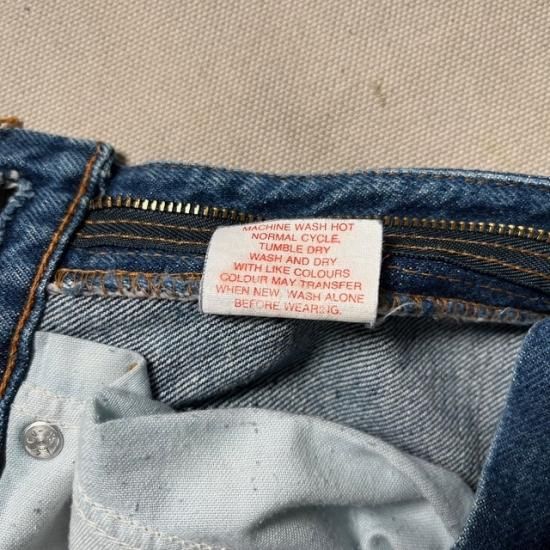 MACHINE WASH HOT
NORMAL CYCLE,
TUMBLE DRY
WASH AND DRY
WITH LIKE COLOURS
COLOUR MAY TRANSFER
WHEN NEW, WASH ALONE
BEFORE WEARING.